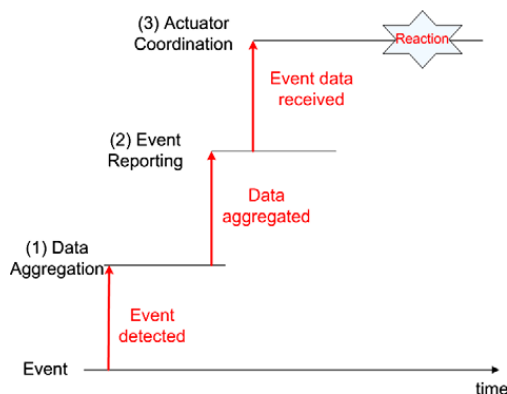 (3) Actuator
Coordination
Reaction
Event data
received
(2) Event
Reporting
Data
aggregated
(1) Data
Aggregation
Event
detected
Event
time